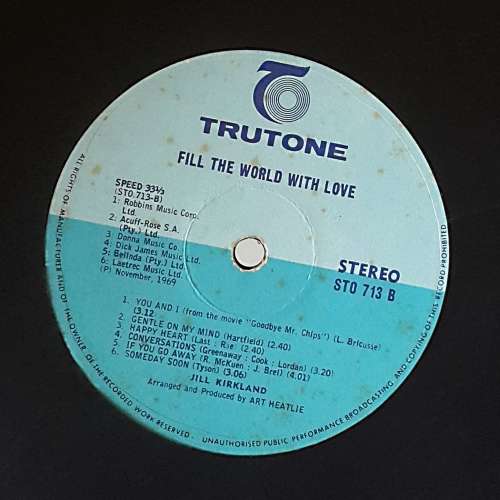 TRUTONE
FILL THE WORLD WITH LOVE
SPEED 33⅓
(STO 713-B)
1: Robbins Music Corp.
Ltd.
2: Acuff-Rose S.A.
(Pty.) Ltd.
3: Donna Music Co.
4: Dick James Music Ltd.
5: Belinda (Pty.) Ltd.
6: Laetrec Music Ltd.
(P) November, 1969
STEREO
STO 713 B
1. YOU AND I (from the movie "Goodbye Mr. Chips") (L. Bricusse)
(3.12
2. GENTLE ON MY MIND (Hartfield) (2.40)
3. HAPPY HEART (Last : Rae (2.40)
4. CONVERSATIONS (Greenaway : Cook : Lordan) (3.20)
5. IF YOU GO AWAY (R. McKuen : J. Brel) (4.01)
6. SOMEDAY SOON (Tyson) (3.06)
JILL KIRKLAND
Arranged and Produced by ART HEATLIE
ALL RIGHTS OF MANUFACTURER AND OF THE OWNER OF THE RECORDED WORK RESERVED. UNAUTHORISED PUBLIC PERFORMANCE BROADCASTING AND COPYING OF THIS RECORD PROHIBITED